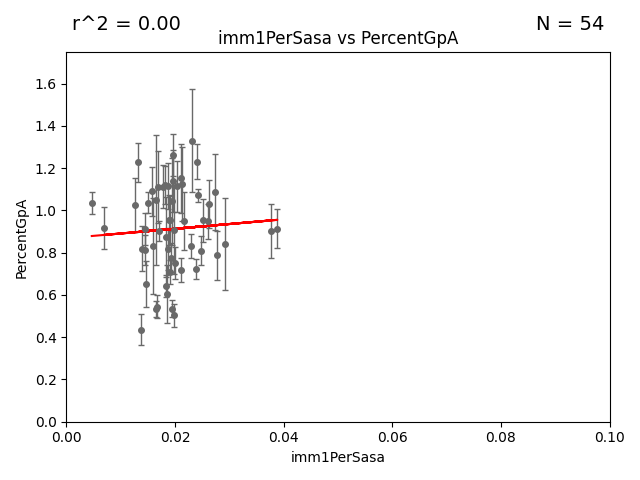 r^2 = 0.00
N = 54
imm1PerSasa vs PercentGpA
PercentGpA
1.6
1.4
1.2
1.0
0.8
0.6
0.4
0.2
0.0
0.00 0.02 0.04 0.06 0.08 0.10
imm1PerSasa